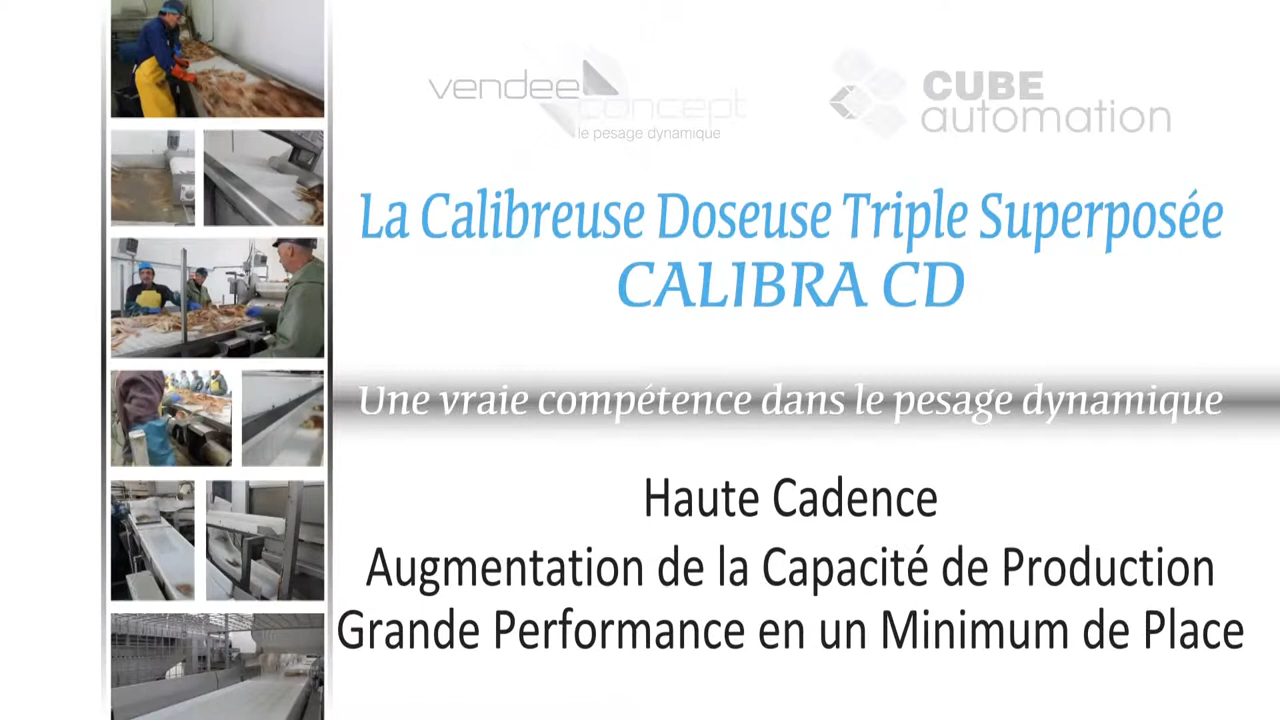 vendee
concept
le pesage dynamique
CUBE
automation
La Calibreuse Doseuse Triple Superposée
CALIBRA CD
Une vraie compétence dans le pesage dynamique
Haute Cadence
Augmentation de la Capacité de Production
Grande Performance en un Minimum de Place